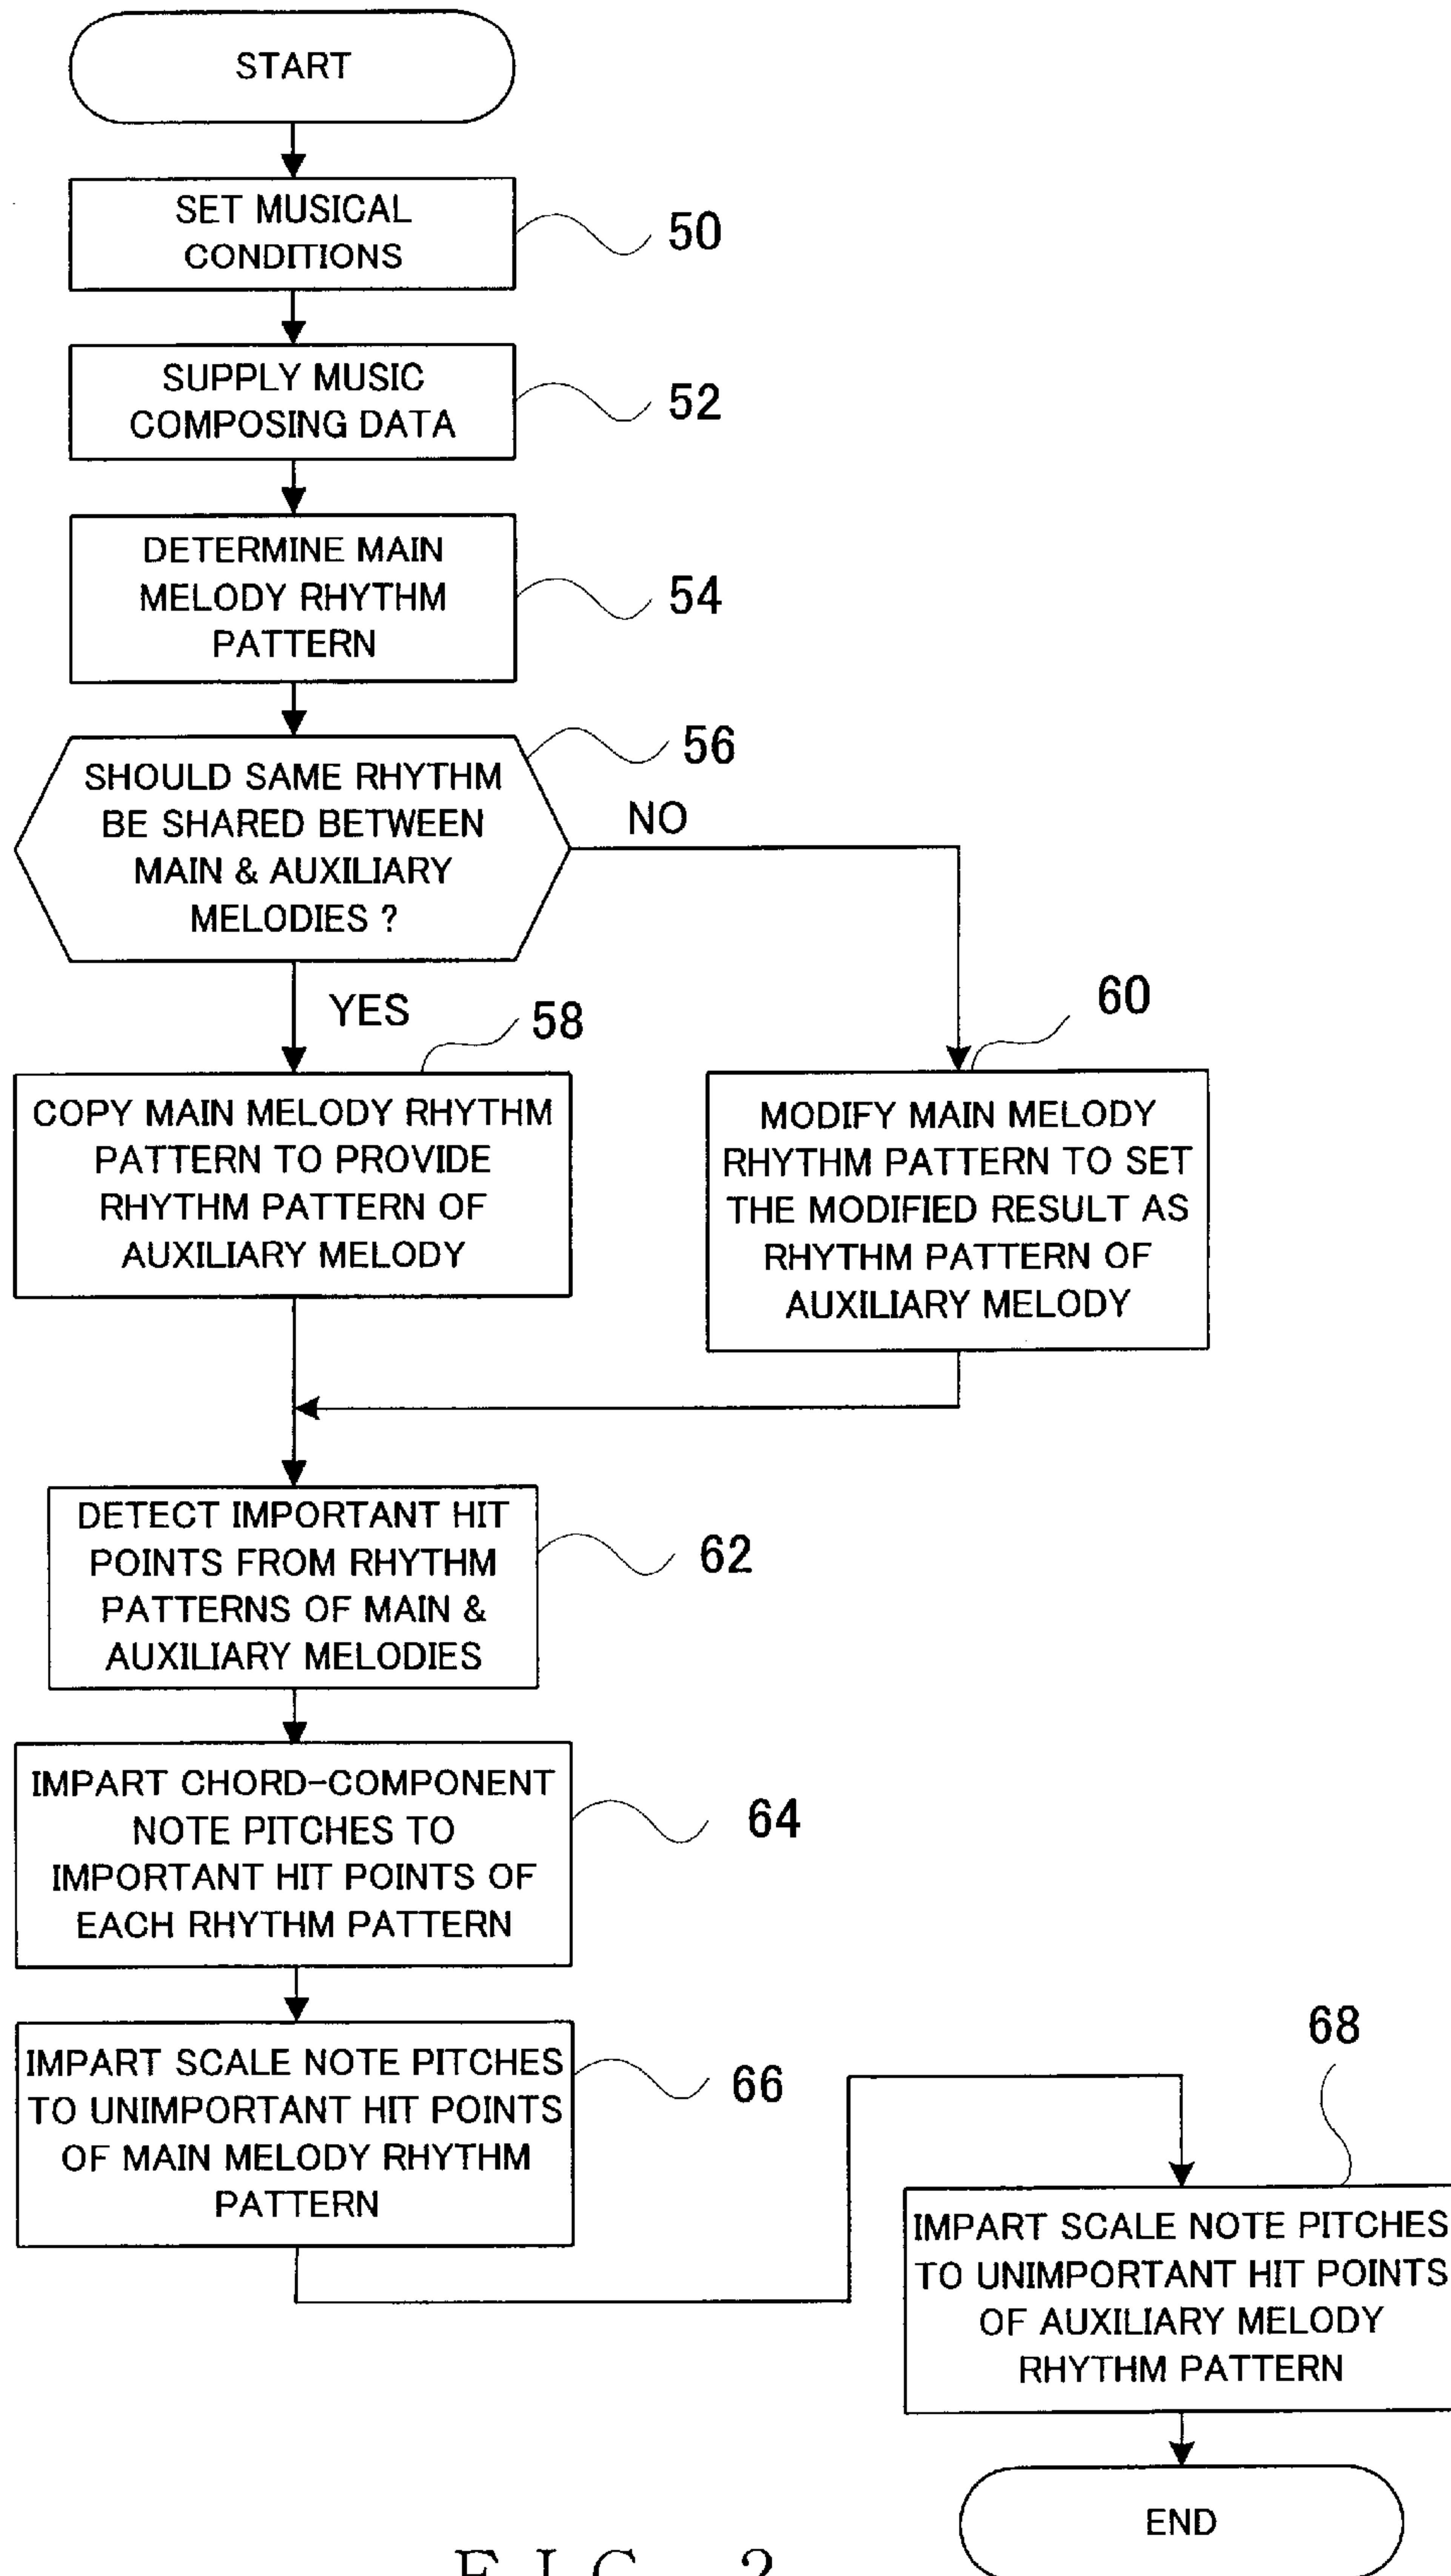 START
SET MUSICAL
CONDITIONS
50
SUPPLY MUSIC
COMPOSING DATA
52
DETERMINE MAIN
MELODY RHYTHM
PATTERN
54
SHOULD SAME RHYTHM
BE SHARED BETWEEN
MAIN & AUXILIARY
MELODIES ?
56
NO
YES
58
COPY MAIN MELODY RHYTHM
PATTERN TO PROVIDE
RHYTHM PATTERN OF
AUXILIARY MELODY
60
MODIFY MAIN MELODY
RHYTHM PATTERN TO SET
THE MODIFIED RESULT AS
RHYTHM PATTERN OF
AUXILIARY MELODY
DETECT IMPORTANT HIT
POINTS FROM RHYTHM
PATTERNS OF MAIN &
AUXILIARY MELODIES
62
IMPART CHORD-COMPONENT
NOTE PITCHES TO
IMPORTANT HIT POINTS OF
EACH RHYTHM PATTERN
64
IMPART SCALE NOTE PITCHES
TO UNIMPORTANT HIT POINTS
OF MAIN MELODY RHYTHM
PATTERN
66
68
IMPART SCALE NOTE PITCHES
TO UNIMPORTANT HIT POINTS
OF AUXILIARY MELODY
RHYTHM PATTERN
END